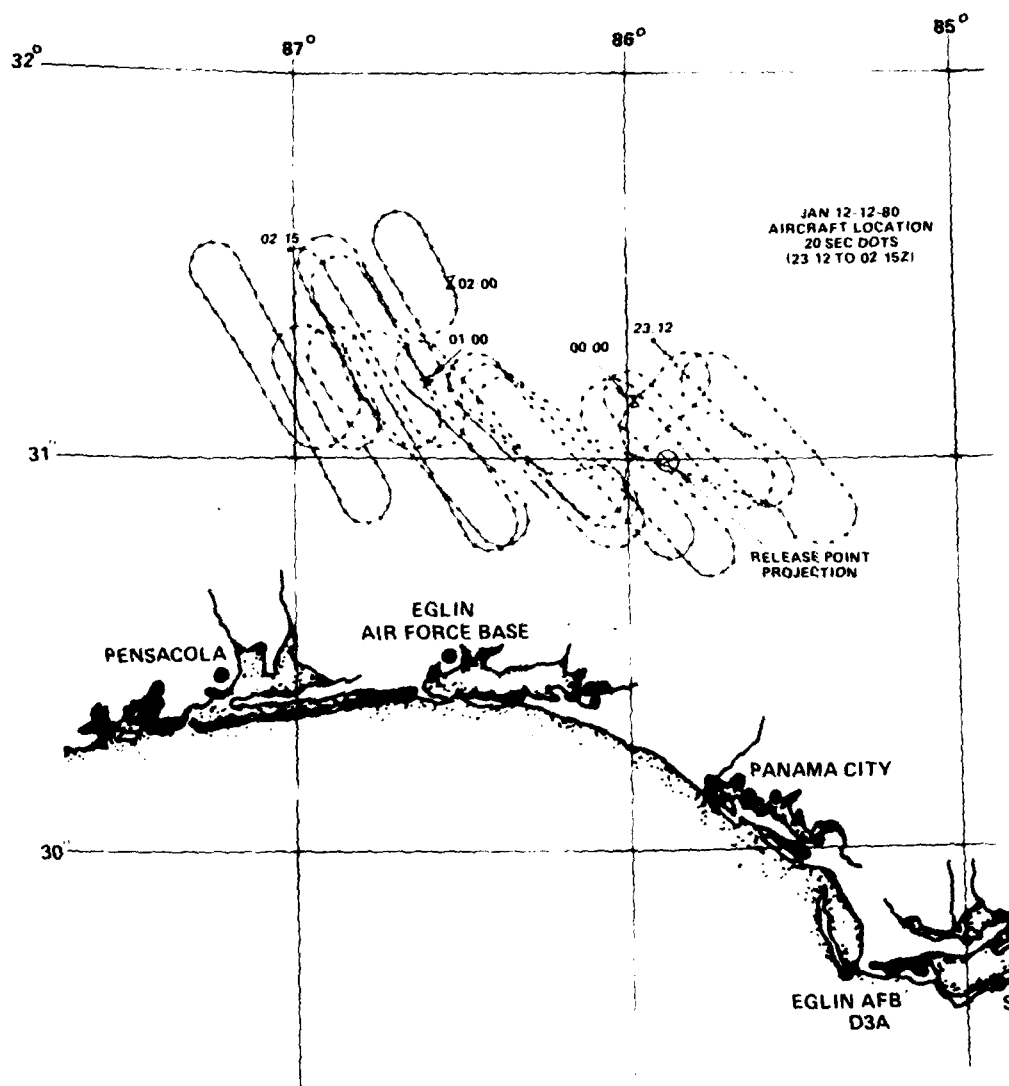 85°
86°
87°
32°
JAN 12-12-80
AIRCRAFT LOCATION
20 SEC DOTS
(23 12 TO 02 15Z)
02 15
02 00
23.12
01 00
00 00
31°
RELEASE POINT
PROJECTION
EGLIN
AIR FORCE BASE
PENSACOLA
PANAMA CITY
30°
EGLIN AFB
D3A
S